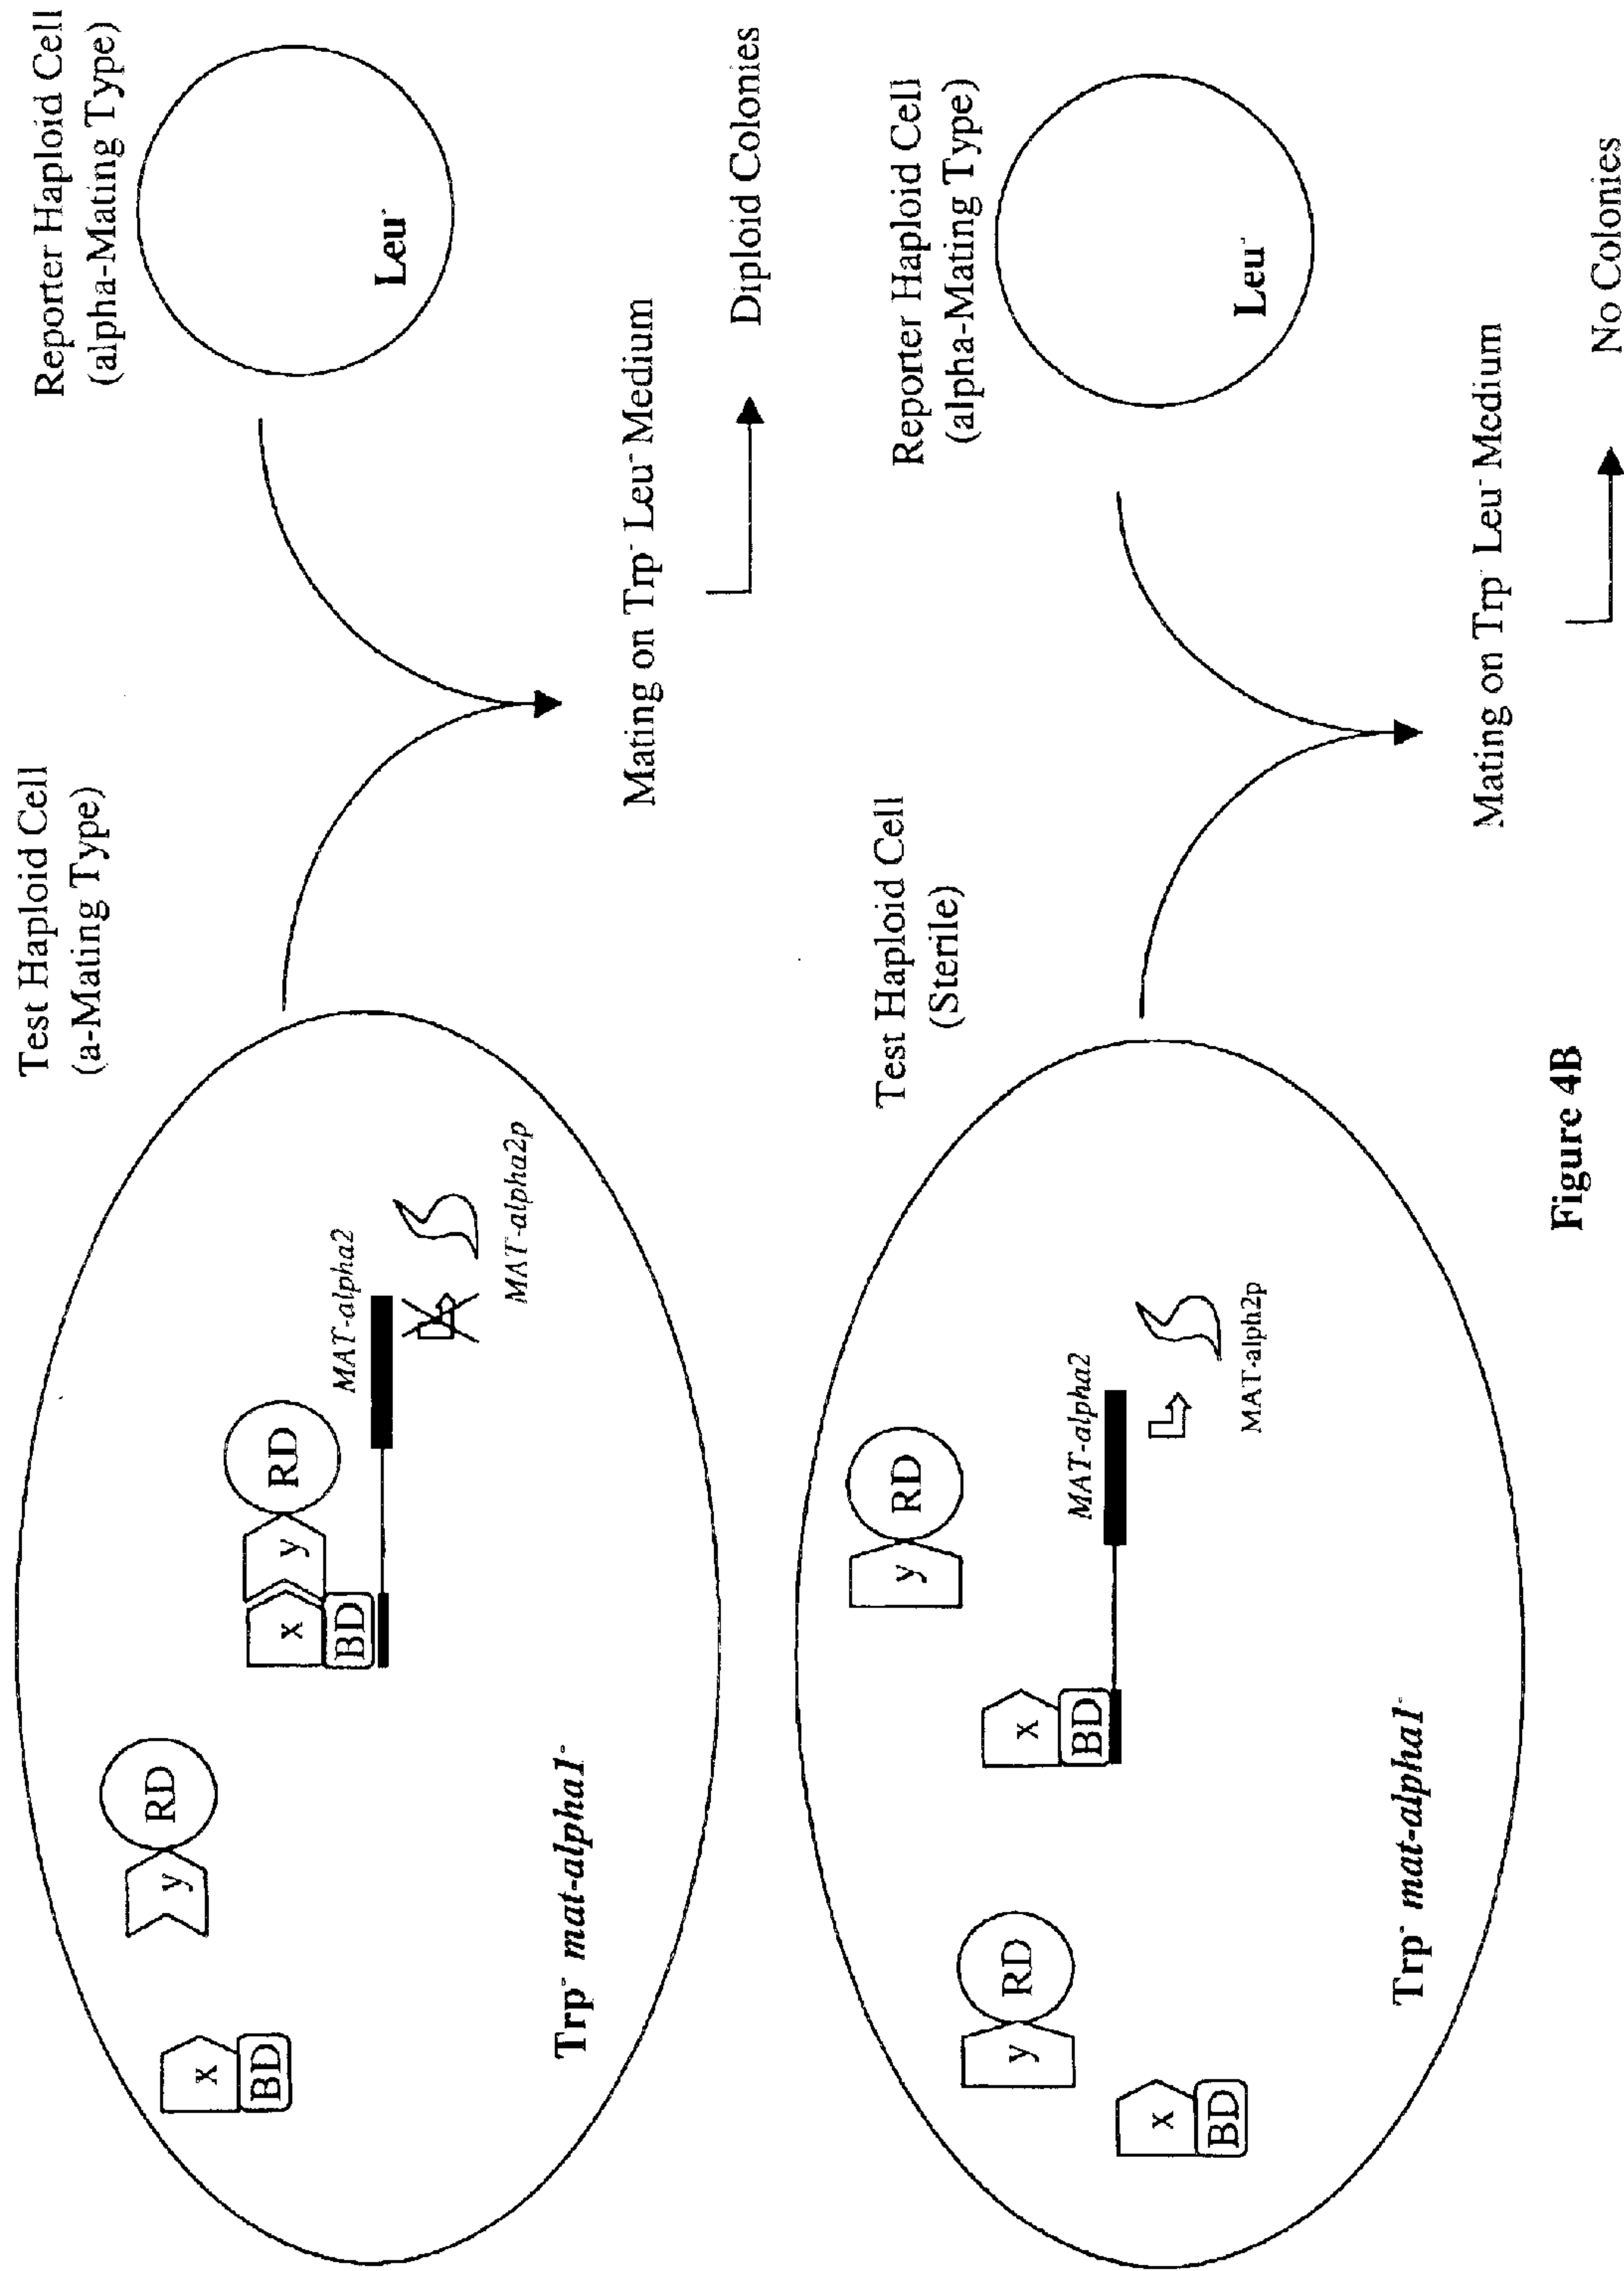 Test Haploid Cell
(a-Mating Type)
Reporter Haploid Cell
(alpha-Mating Type)
x
BD
y
RD
x
BD
y
RD
MAT-alpha2
MAT-alpha2p
Trp⁻ mat-alpha1⁻
Leu⁻
Mating on Trp⁻ Leu⁻ Medium
Diploid Colonies
Test Haploid Cell
(Sterile)
Reporter Haploid Cell
(alpha-Mating Type)
y
RD
x
BD
y
RD
x
BD
MAT-alpha2
MAT-alph2p
Trp⁻ mat-alpha1⁻
Leu⁻
Mating on Trp⁻ Leu⁻ Medium
No Colonies
Figure 4B